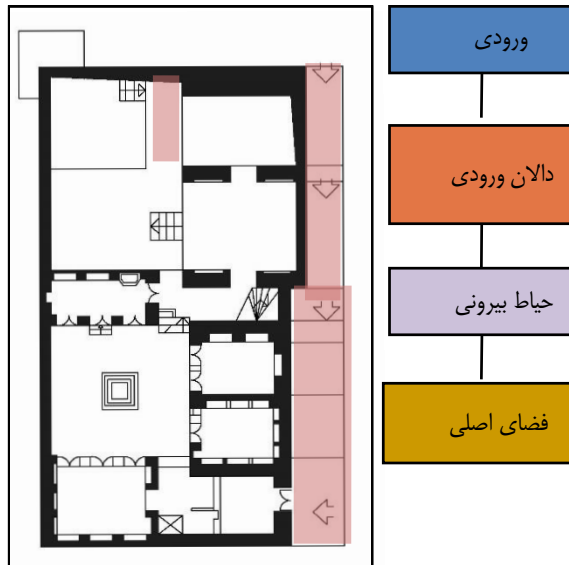 ورودی
دالان ورودی
حیاط بیرونی
فضای اصلی